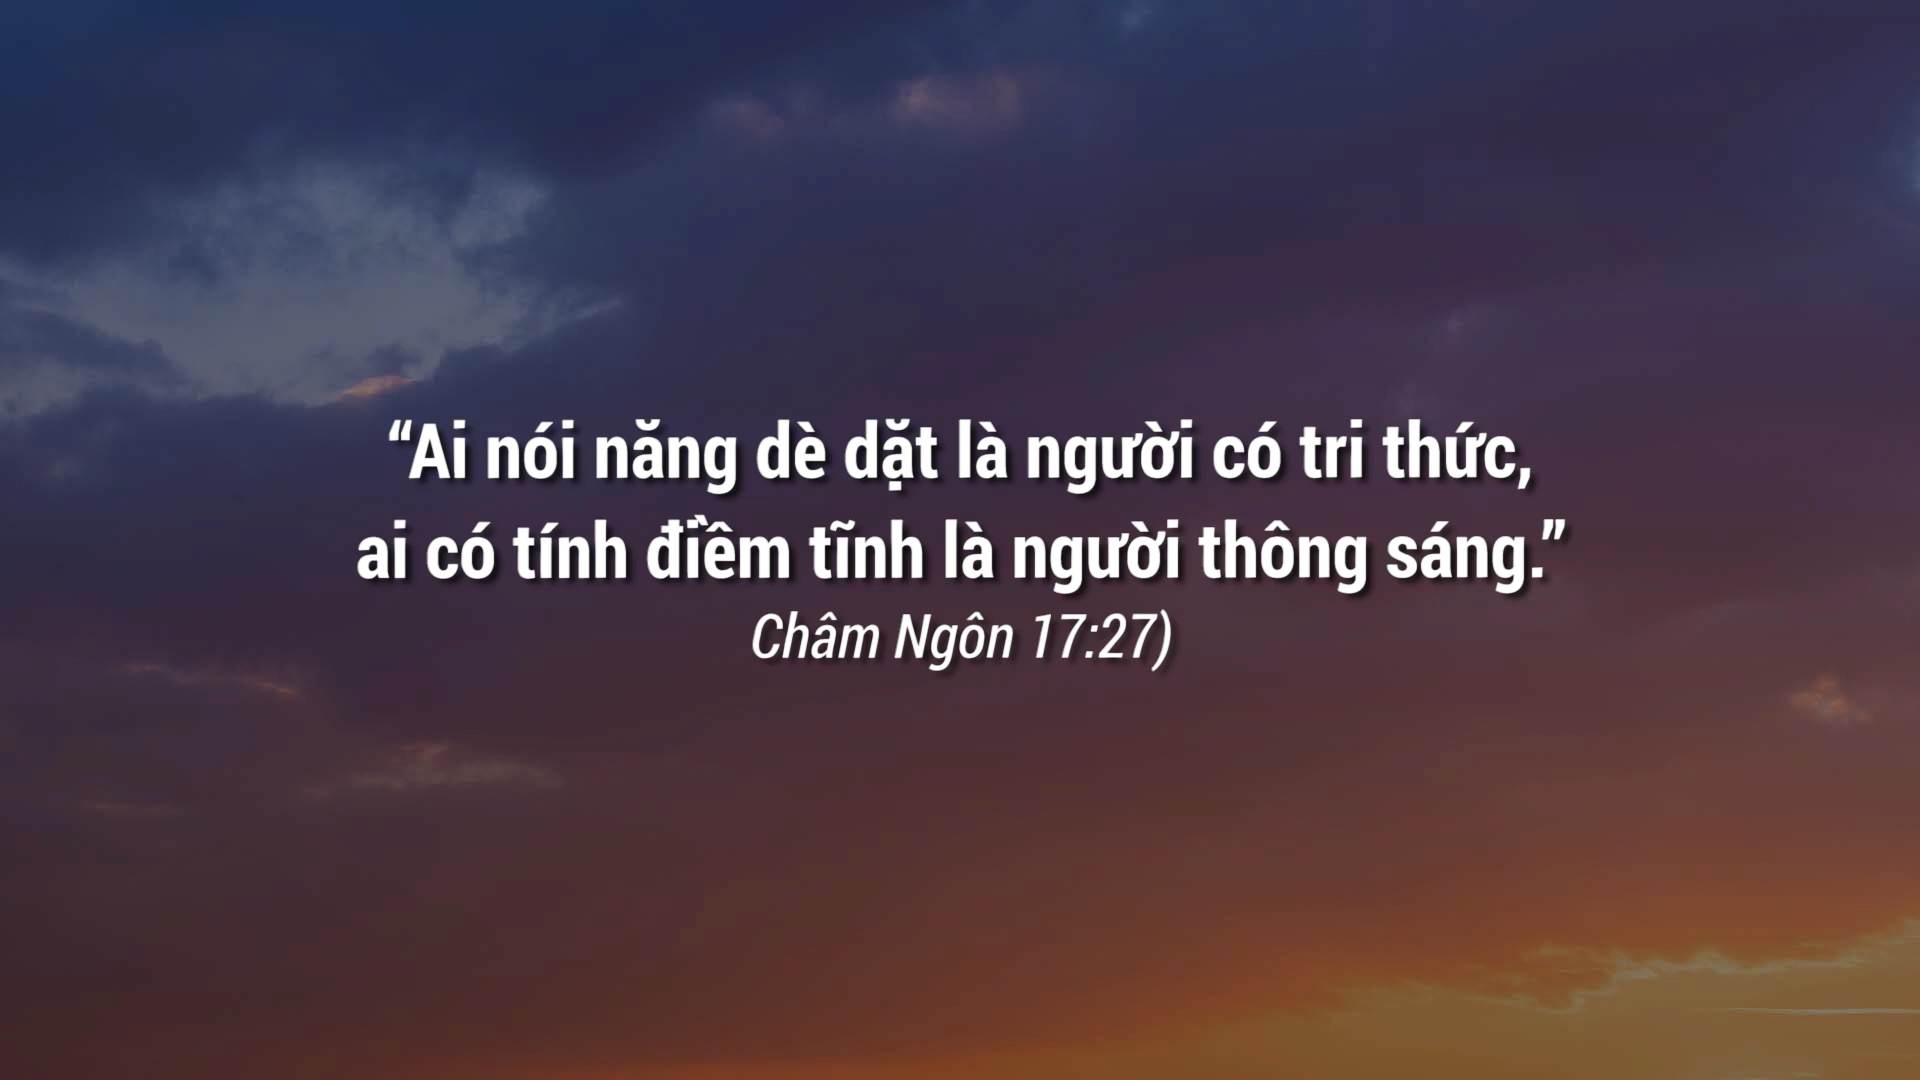 “Ai nói năng dè dặt là người có tri thức,
ai có tính điềm tĩnh là người thông sáng.”
Châm Ngôn 17:27)